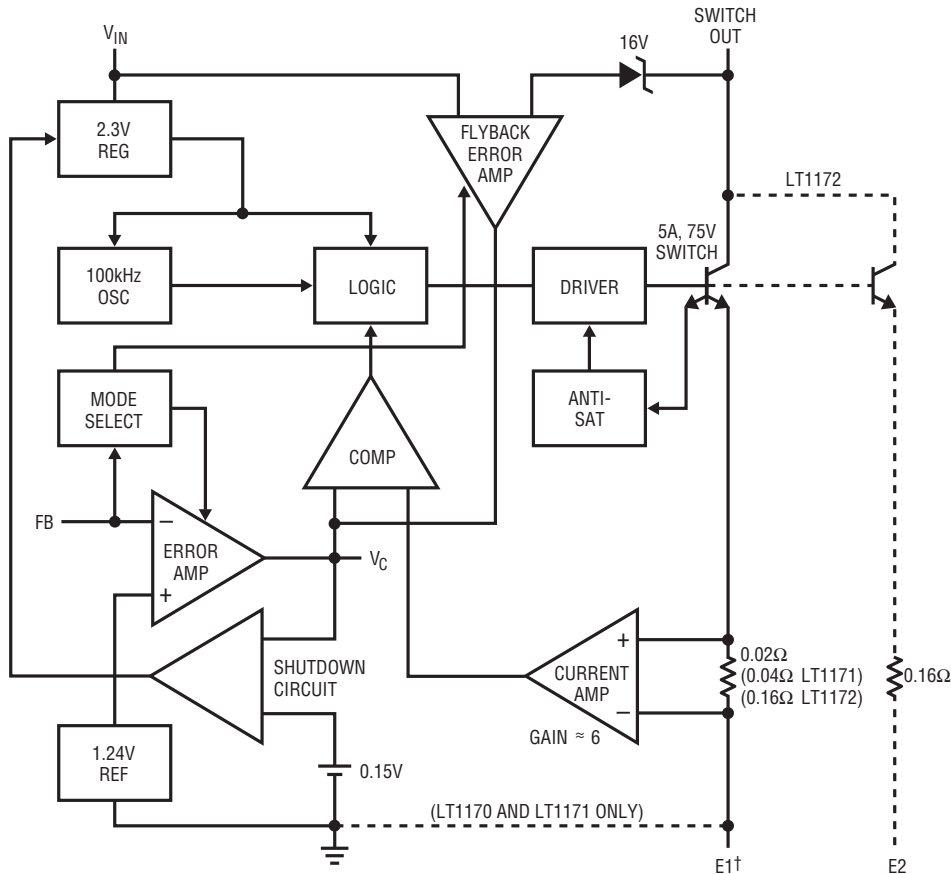 SWITCH
OUT
V_IN
16V
2.3V
REG
FLYBACK
ERROR
AMP
LT1172
5A, 75V
SWITCH
100kHz
OSC
LOGIC
DRIVER
MODE
SELECT
ANTI-
SAT
COMP
FB
−
ERROR
AMP
+
V_C
SHUTDOWN
CIRCUIT
+
CURRENT
AMP
−
0.02Ω
(0.04Ω LT1171)
(0.16Ω LT1172)
0.16Ω
GAIN ≈ 6
1.24V
REF
0.15V
(LT1170 AND LT1171 ONLY)
E1†
E2